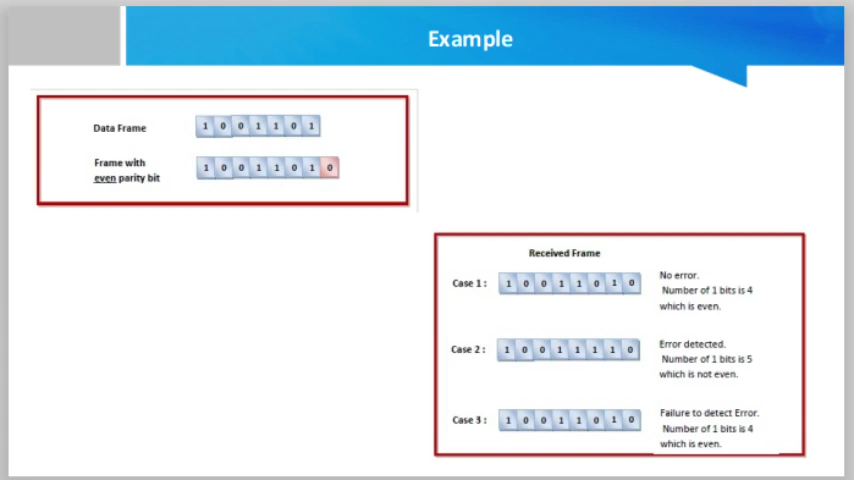 Example
Data Frame 1 0 0 1 1 0 1
Frame with
even parity bit 1 0 0 1 1 0 1 0
Received Frame
Case 1 : 1 0 0 1 1 0 1 0
No error.
Number of 1 bits is 4
which is even.
Case 2 : 1 0 0 1 1 1 1 0
Error detected.
Number of 1 bits is 5
which is not even.
Case 3 : 1 0 0 1 1 0 1 0
Failure to detect Error.
Number of 1 bits is 4
which is even.